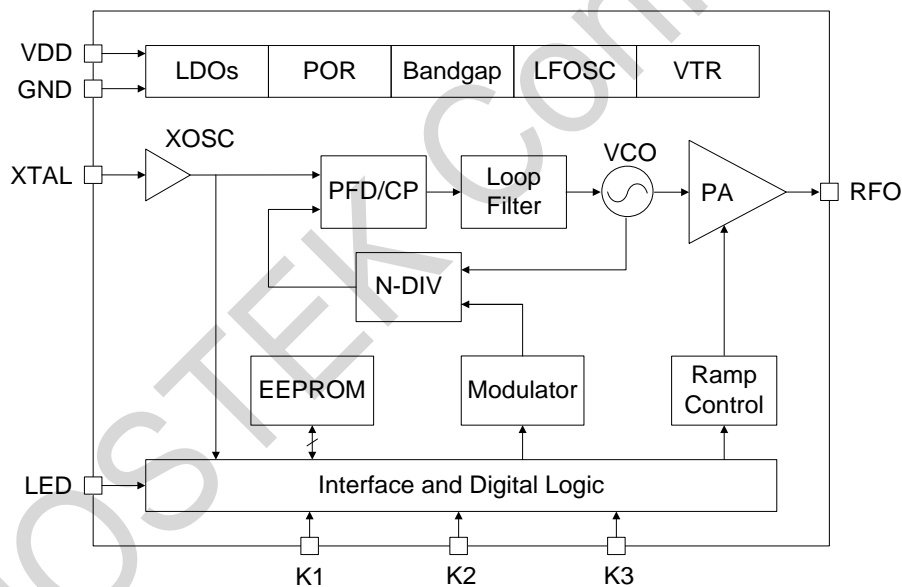 VDD
GND
LDOs
POR
Bandgap
LFOSC
VTR
XOSC
XTAL
PFD/CP
Loop
Filter
VCO
PA
RFO
N-DIV
EEPROM
Modulator
Ramp
Control
LED
Interface and Digital Logic
K1
K2
K3